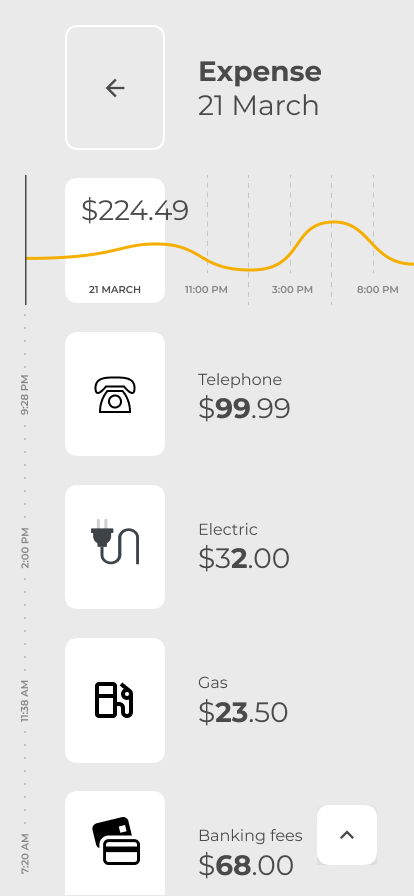 Expense
21 March
$224.49
21 MARCH
11:00 PM
3:00 PM
8:00 PM
9:28 PM
Telephone
$99.99
2:00 PM
Electric
$32.00
11:38 AM
Gas
$23.50
7:20 AM
Banking fees
$68.00